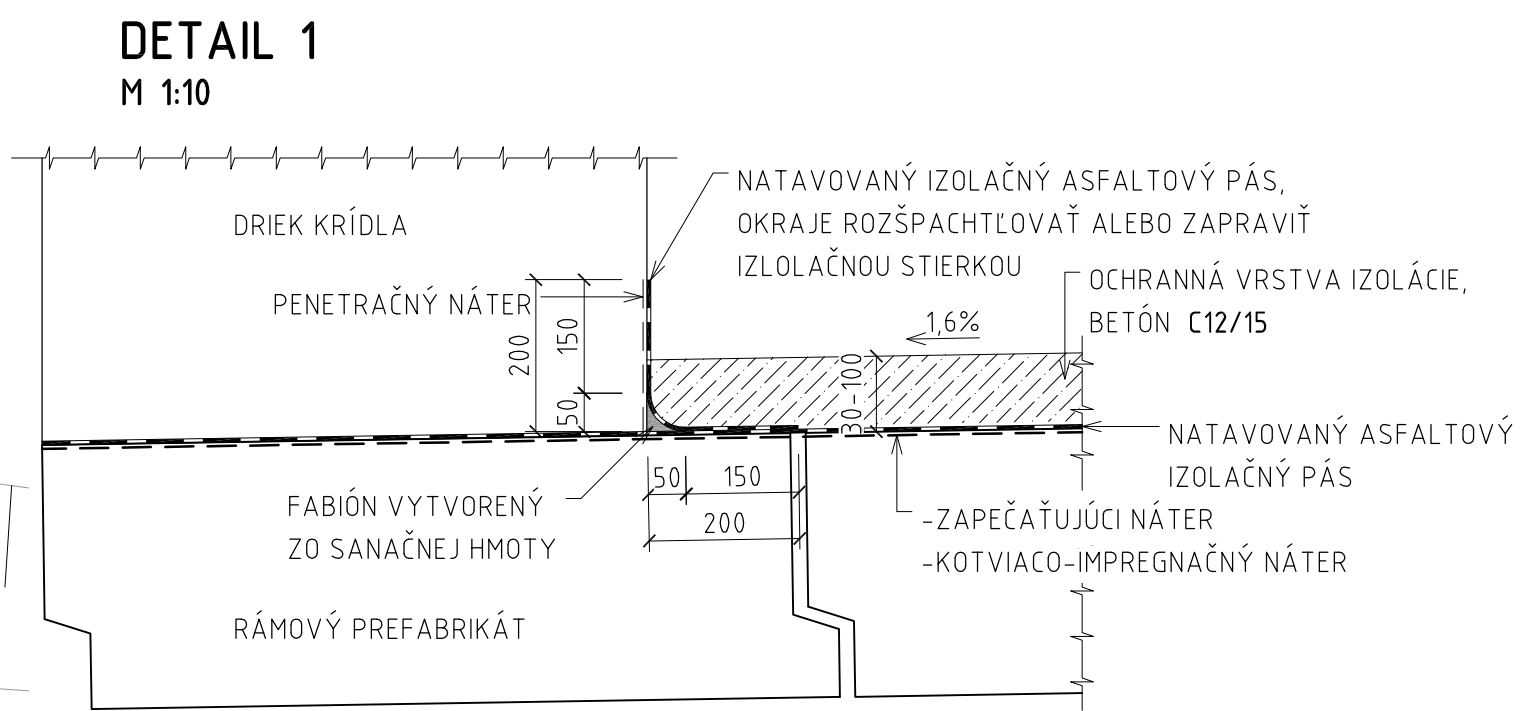 DETAIL 1
M 1:10
NATAVOVANÝ IZOLAČNÝ ASFALTOVÝ PÁS,
OKRAJE ROZŠPACHTĽOVAŤ ALEBO ZAPRAVIŤ
IZLOLAČNOU STIERKOU
DRIEK KRÍDLA
OCHRANNÁ VRSTVA IZOLÁCIE,
BETÓN C12/15
PENETRAČNÝ NÁTER
1,6%
200
150
50
30-100
NATAVOVANÝ ASFALTOVÝ
IZOLAČNÝ PÁS
50
150
200
FABIÓN VYTVORENÝ
ZO SANAČNEJ HMOTY
-ZAPEČAŤUJÚCI NÁTER
-KOTVIACO-IMPREGNAČNÝ NÁTER
RÁMOVÝ PREFABRIKÁT